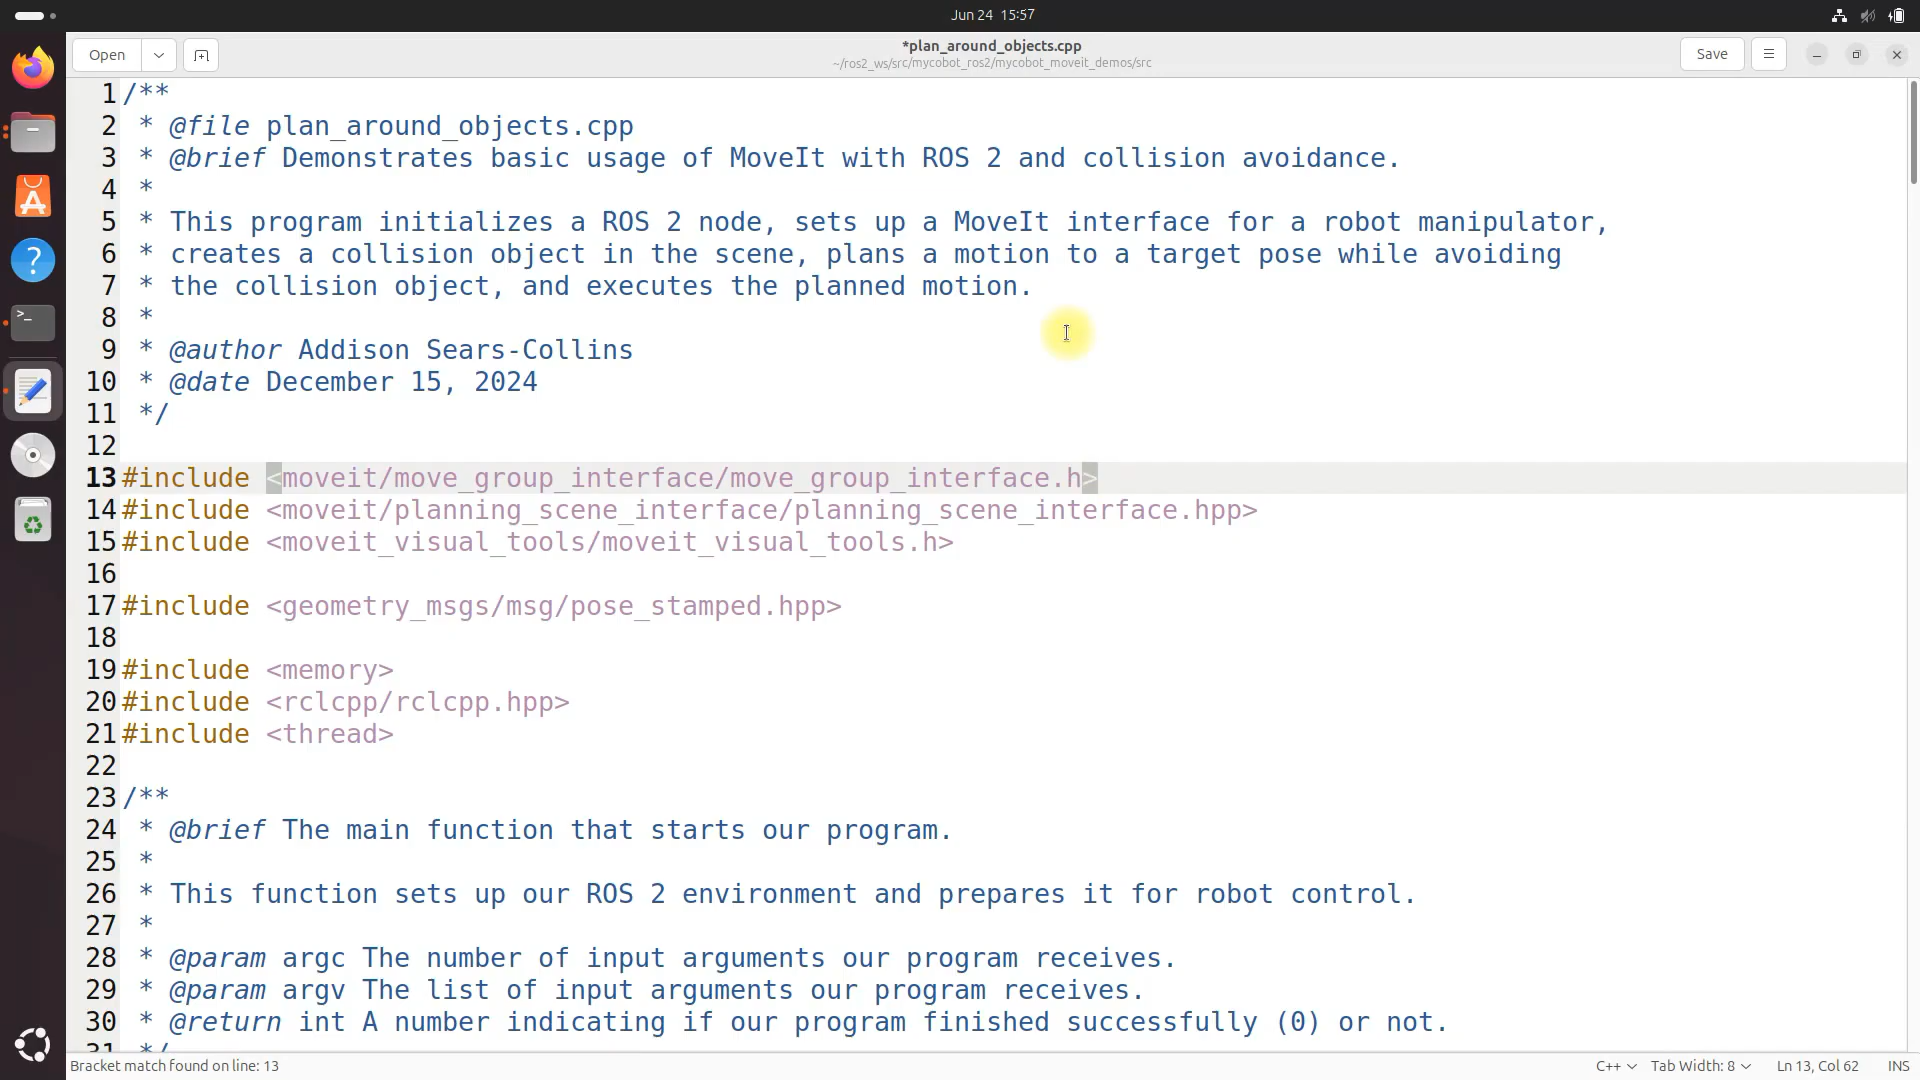 Jun 24 15:57
Open
*plan_around_objects.cpp
~/ros2_ws/src/mycobot_ros2/mycobot_moveit_demos/src
Save
1 /**
2 * @file plan_around_objects.cpp
3 * @brief Demonstrates basic usage of MoveIt with ROS 2 and collision avoidance.
4 *
5 * This program initializes a ROS 2 node, sets up a MoveIt interface for a robot manipulator,
6 * creates a collision object in the scene, plans a motion to a target pose while avoiding
7 * the collision object, and executes the planned motion.
8 *
9 * @author Addison Sears-Collins
10 * @date December 15, 2024
11 */
12
13 #include <moveit/move_group_interface/move_group_interface.h>
14 #include <moveit/planning_scene_interface/planning_scene_interface.hpp>
15 #include <moveit_visual_tools/moveit_visual_tools.h>
16
17 #include <geometry_msgs/msg/pose_stamped.hpp>
18
19 #include <memory>
20 #include <rclcpp/rclcpp.hpp>
21 #include <thread>
22
23 /**
24 * @brief The main function that starts our program.
25 *
26 * This function sets up our ROS 2 environment and prepares it for robot control.
27 *
28 * @param argc The number of input arguments our program receives.
29 * @param argv The list of input arguments our program receives.
30 * @return int A number indicating if our program finished successfully (0) or not.
31 */
Bracket match found on line: 13
C++
Tab Width: 8
Ln 13, Col 62
INS